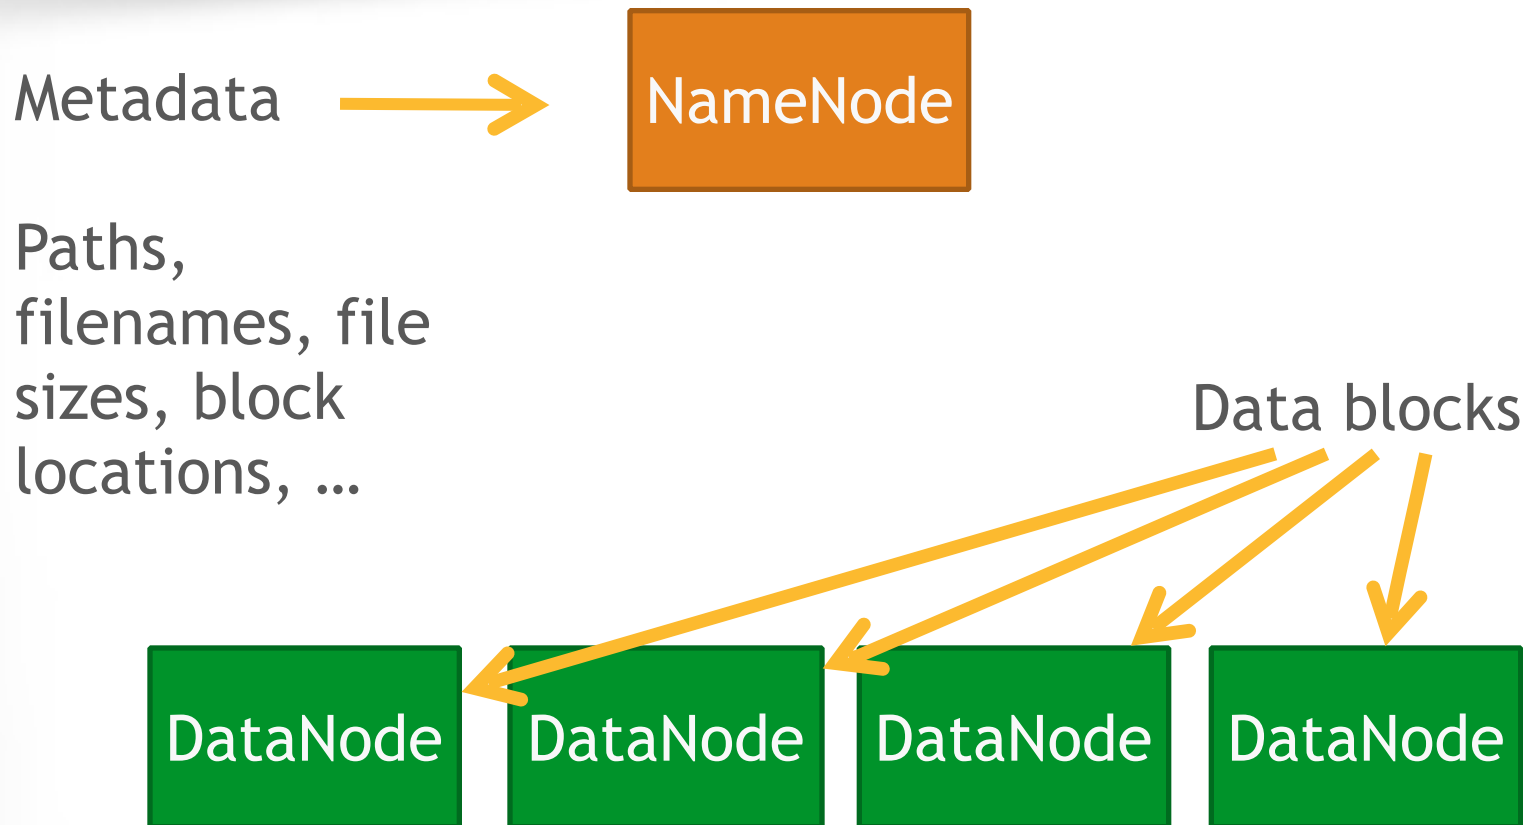 Metadata
NameNode
Paths,
filenames, file
sizes, block
locations, …
Data blocks
DataNode
DataNode
DataNode
DataNode